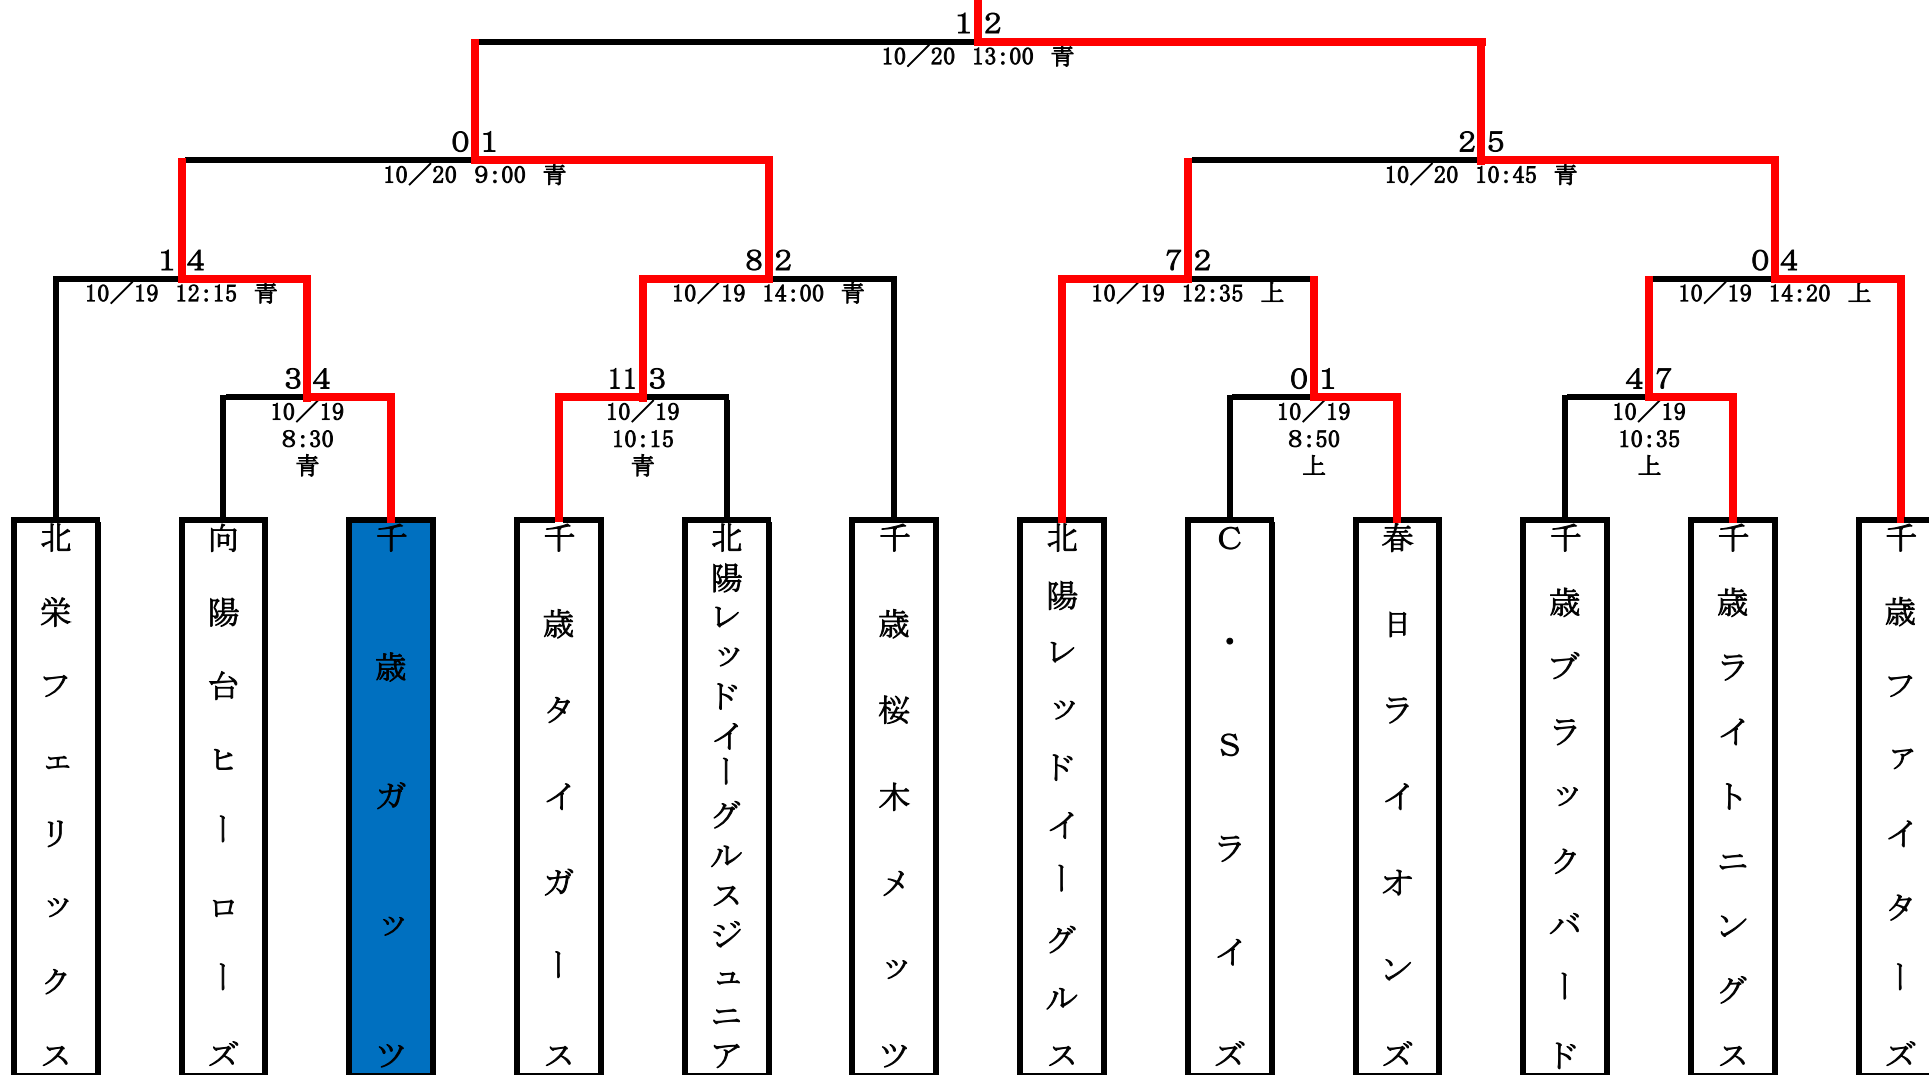 1 2
10／20 13:00 青
0 1
10／20 9:00 青
2 5
10／20 10:45 青
1 4
10／19 12:15 青
8 2
10／19 14:00 青
7 2
10／19 12:35 上
0 4
10／19 14:20 上
3 4
10／19
8:30
青
11 3
10／19
10:15
青
0 1
10／19
8:50
上
4 7
10／19
10:35
上
北栄フェリックス
向陽台ヒーローズ
千歳ガッツ
千歳タイガース
北陽レッドイーグルスジュニア
千歳桜木メッツ
北陽レッドイーグルス
C・Sライズ
春日ライオンズ
千歳ブラックバード
千歳ライトニングス
千歳ファイターズ